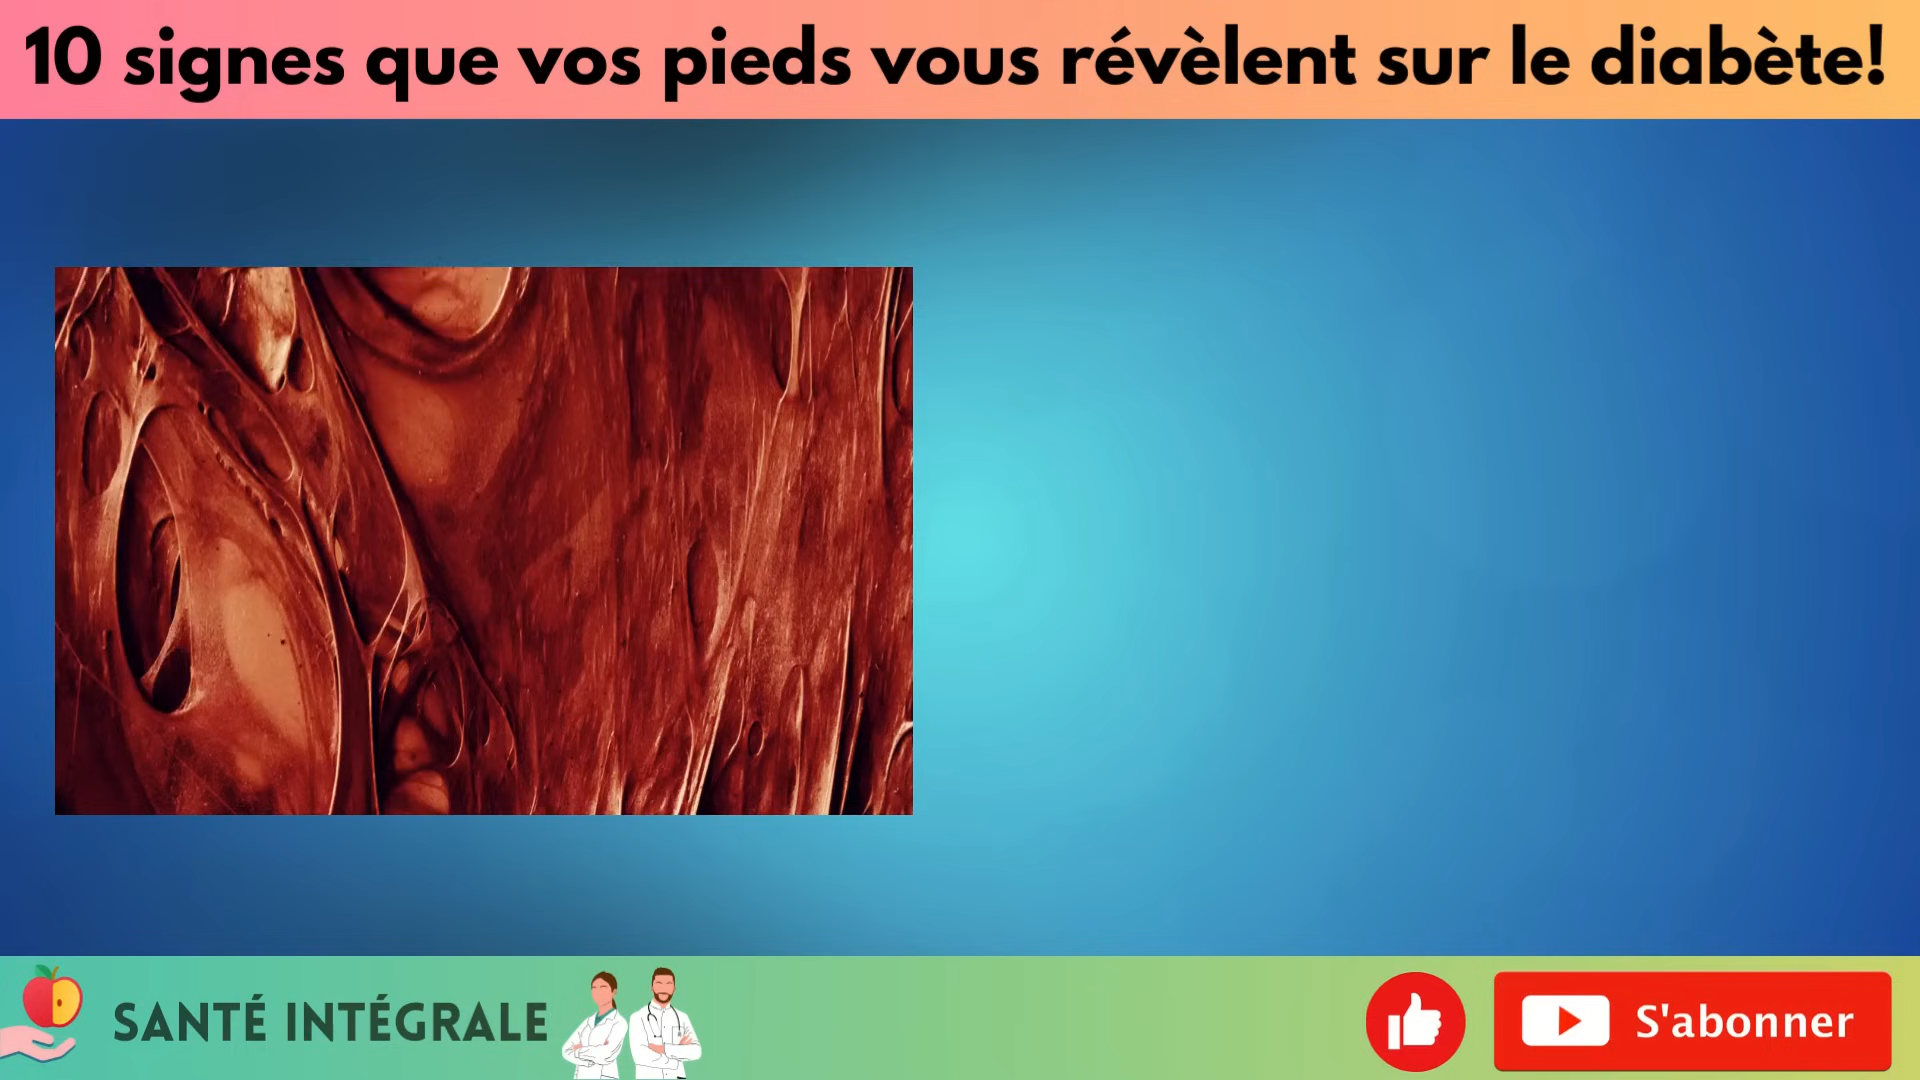 10 signes que vos pieds vous révèlent sur le diabète!
SANTÉ INTÉGRALE
S'abonner